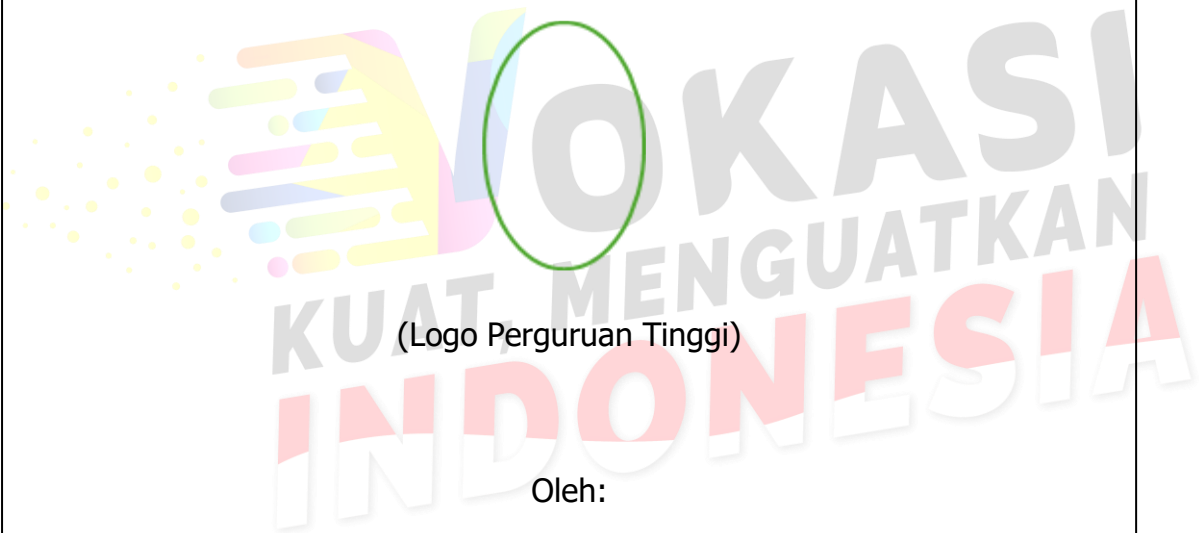 VOKASI
KUAT, MENGUATKAN
INDONESIA
(Logo Perguruan Tinggi)
Oleh: